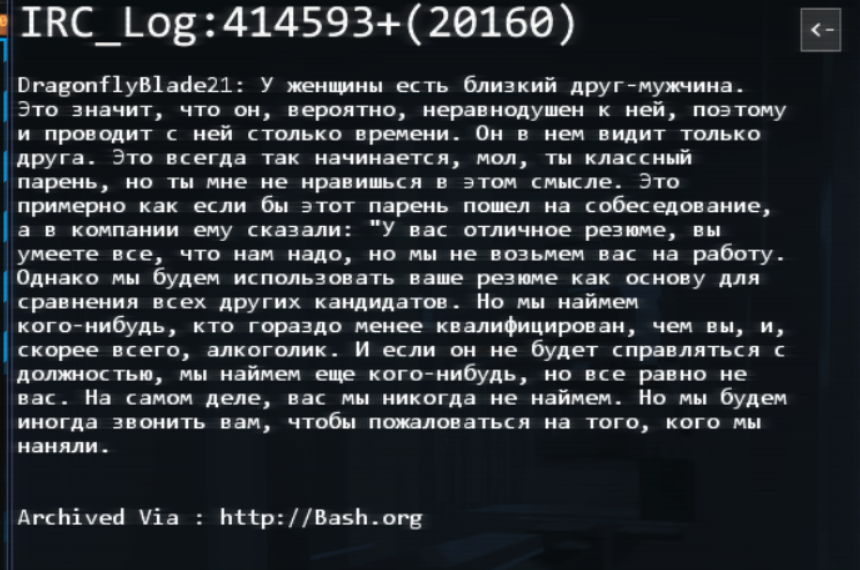 IRC_Log:414593+(20160)
<-
DragonflyBlade21: У женщины есть близкий друг-мужчина.
Это значит, что он, вероятно, неравнодушен к ней, поэтому
и проводит с ней столько времени. Он в нем видит только
друга. Это всегда так начинается, мол, ты классный
парень, но ты мне не нравишься в этом смысле. Это
примерно как если бы этот парень пошел на собеседование,
а в компании ему сказали: "У вас отличное резюме, вы
умеете все, что нам надо, но мы не возьмем вас на работу.
Однако мы будем использовать ваше резюме как основу для
сравнения всех других кандидатов. Но мы наймем
кого-нибудь, кто гораздо менее квалифицирован, чем вы, и,
скорее всего, алкоголик. И если он не будет справляться с
должностью, мы наймем еще кого-нибудь, но все равно не
вас. На самом деле, вас мы никогда не наймем. Но мы будем
иногда звонить вам, чтобы пожаловаться на того, кого мы
наняли.
Archived Via : http://Bash.org